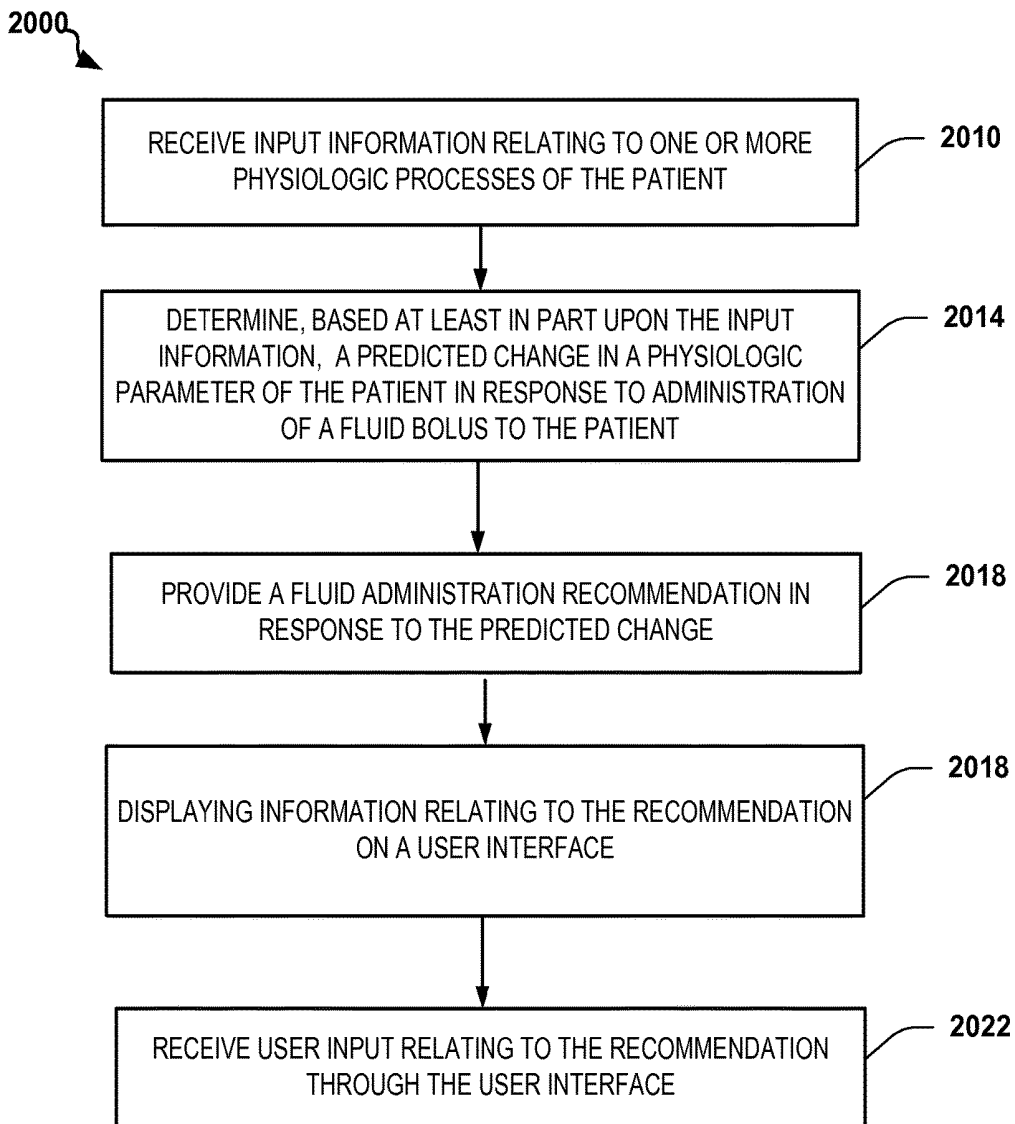 2000
RECEIVE INPUT INFORMATION RELATING TO ONE OR MORE
PHYSIOLOGIC PROCESSES OF THE PATIENT
2010
DETERMINE, BASED AT LEAST IN PART UPON THE INPUT
INFORMATION, A PREDICTED CHANGE IN A PHYSIOLOGIC
PARAMETER OF THE PATIENT IN RESPONSE TO ADMINISTRATION
OF A FLUID BOLUS TO THE PATIENT
2014
PROVIDE A FLUID ADMINISTRATION RECOMMENDATION IN
RESPONSE TO THE PREDICTED CHANGE
2018
DISPLAYING INFORMATION RELATING TO THE RECOMMENDATION
ON A USER INTERFACE
2018
RECEIVE USER INPUT RELATING TO THE RECOMMENDATION
THROUGH THE USER INTERFACE
2022